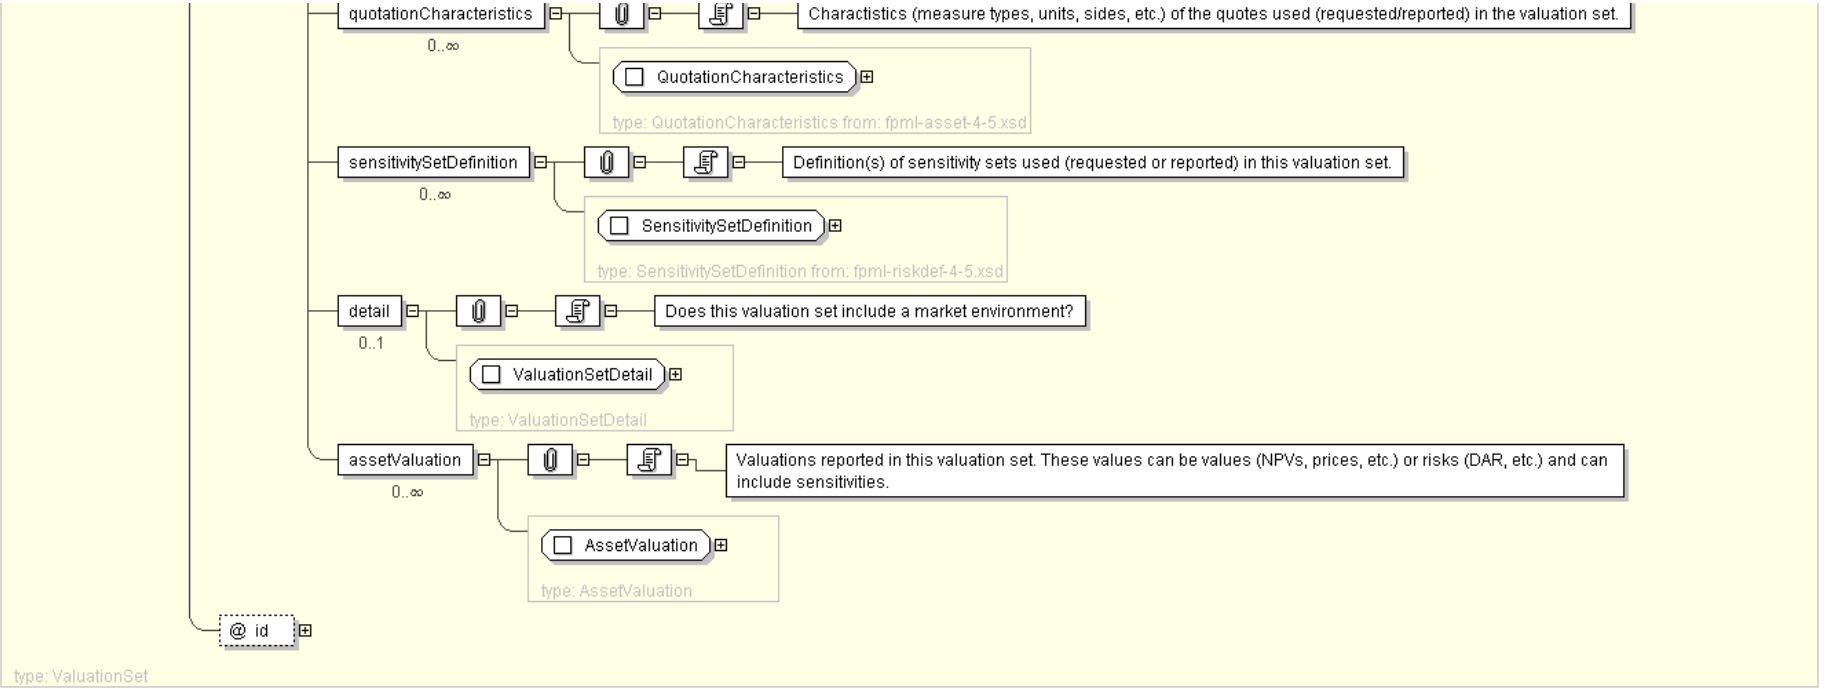 quotationCharacteristics
Charactistics (measure types, units, sides, etc.) of the quotes used (requested/reported) in the valuation set.
0..∞
QuotationCharacteristics
type: QuotationCharacteristics from: fpml-asset-4-5.xsd
sensitivitySetDefinition
Definition(s) of sensitivity sets used (requested or reported) in this valuation set.
0..∞
SensitivitySetDefinition
type: SensitivitySetDefinition from: fpml-riskdef-4-5.xsd
detail
Does this valuation set include a market environment?
0..1
ValuationSetDetail
type: ValuationSetDetail
assetValuation
Valuations reported in this valuation set. These values can be values (NPVs, prices, etc.) or risks (DAR, etc.) and can
include sensitivities.
0..∞
AssetValuation
type: AssetValuation
@ id
type: ValuationSet